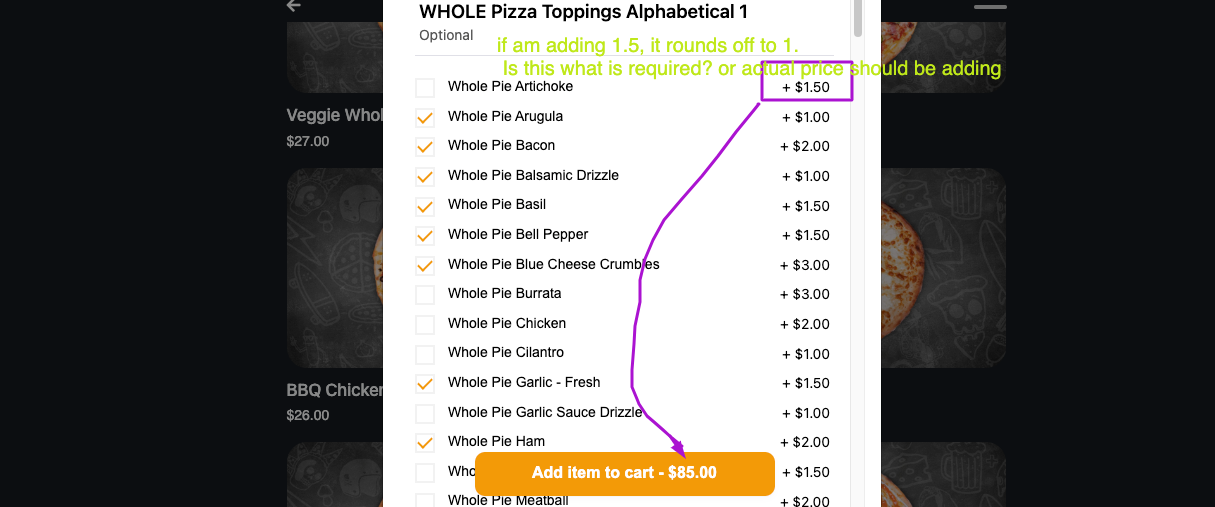 WHOLE Pizza Toppings Alphabetical 1
Optional
if am adding 1.5, it rounds off to 1.
Is this what is required? or actual price should be adding
Whole Pie Artichoke + $1.50
Whole Pie Arugula + $1.00
Veggie Whol
$27.00
Whole Pie Bacon + $2.00
Whole Pie Balsamic Drizzle + $1.00
Whole Pie Basil + $1.50
Whole Pie Bell Pepper + $1.50
Whole Pie Blue Cheese Crumbles + $3.00
Whole Pie Burrata + $3.00
Whole Pie Chicken + $2.00
Whole Pie Cilantro + $1.00
Whole Pie Garlic - Fresh + $1.50
BBQ Chicken
$26.00
Whole Pie Garlic Sauce Drizzle + $1.00
Whole Pie Ham + $2.00
Who + $1.50
Add item to cart - $85.00
Whole Pie Meatball + $2.00